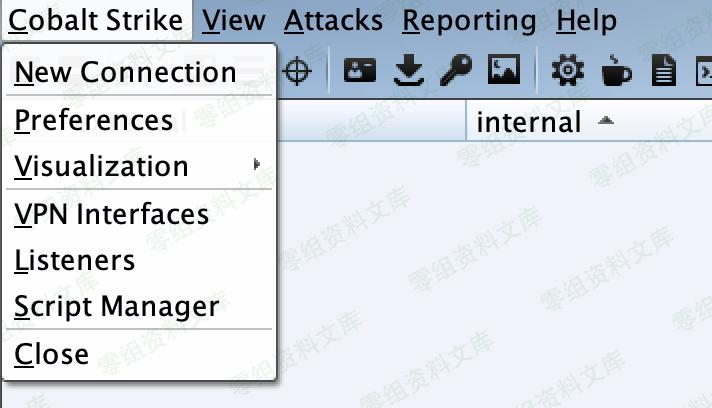 Cobalt Strike View Attacks Reporting Help
New Connection
internal
Preferences
Visualization
VPN Interfaces
Listeners
Script Manager
Close
零组资料文库
零组资料文库
零组资料文库
零组资料文库
零组资料文库
零组资料文库